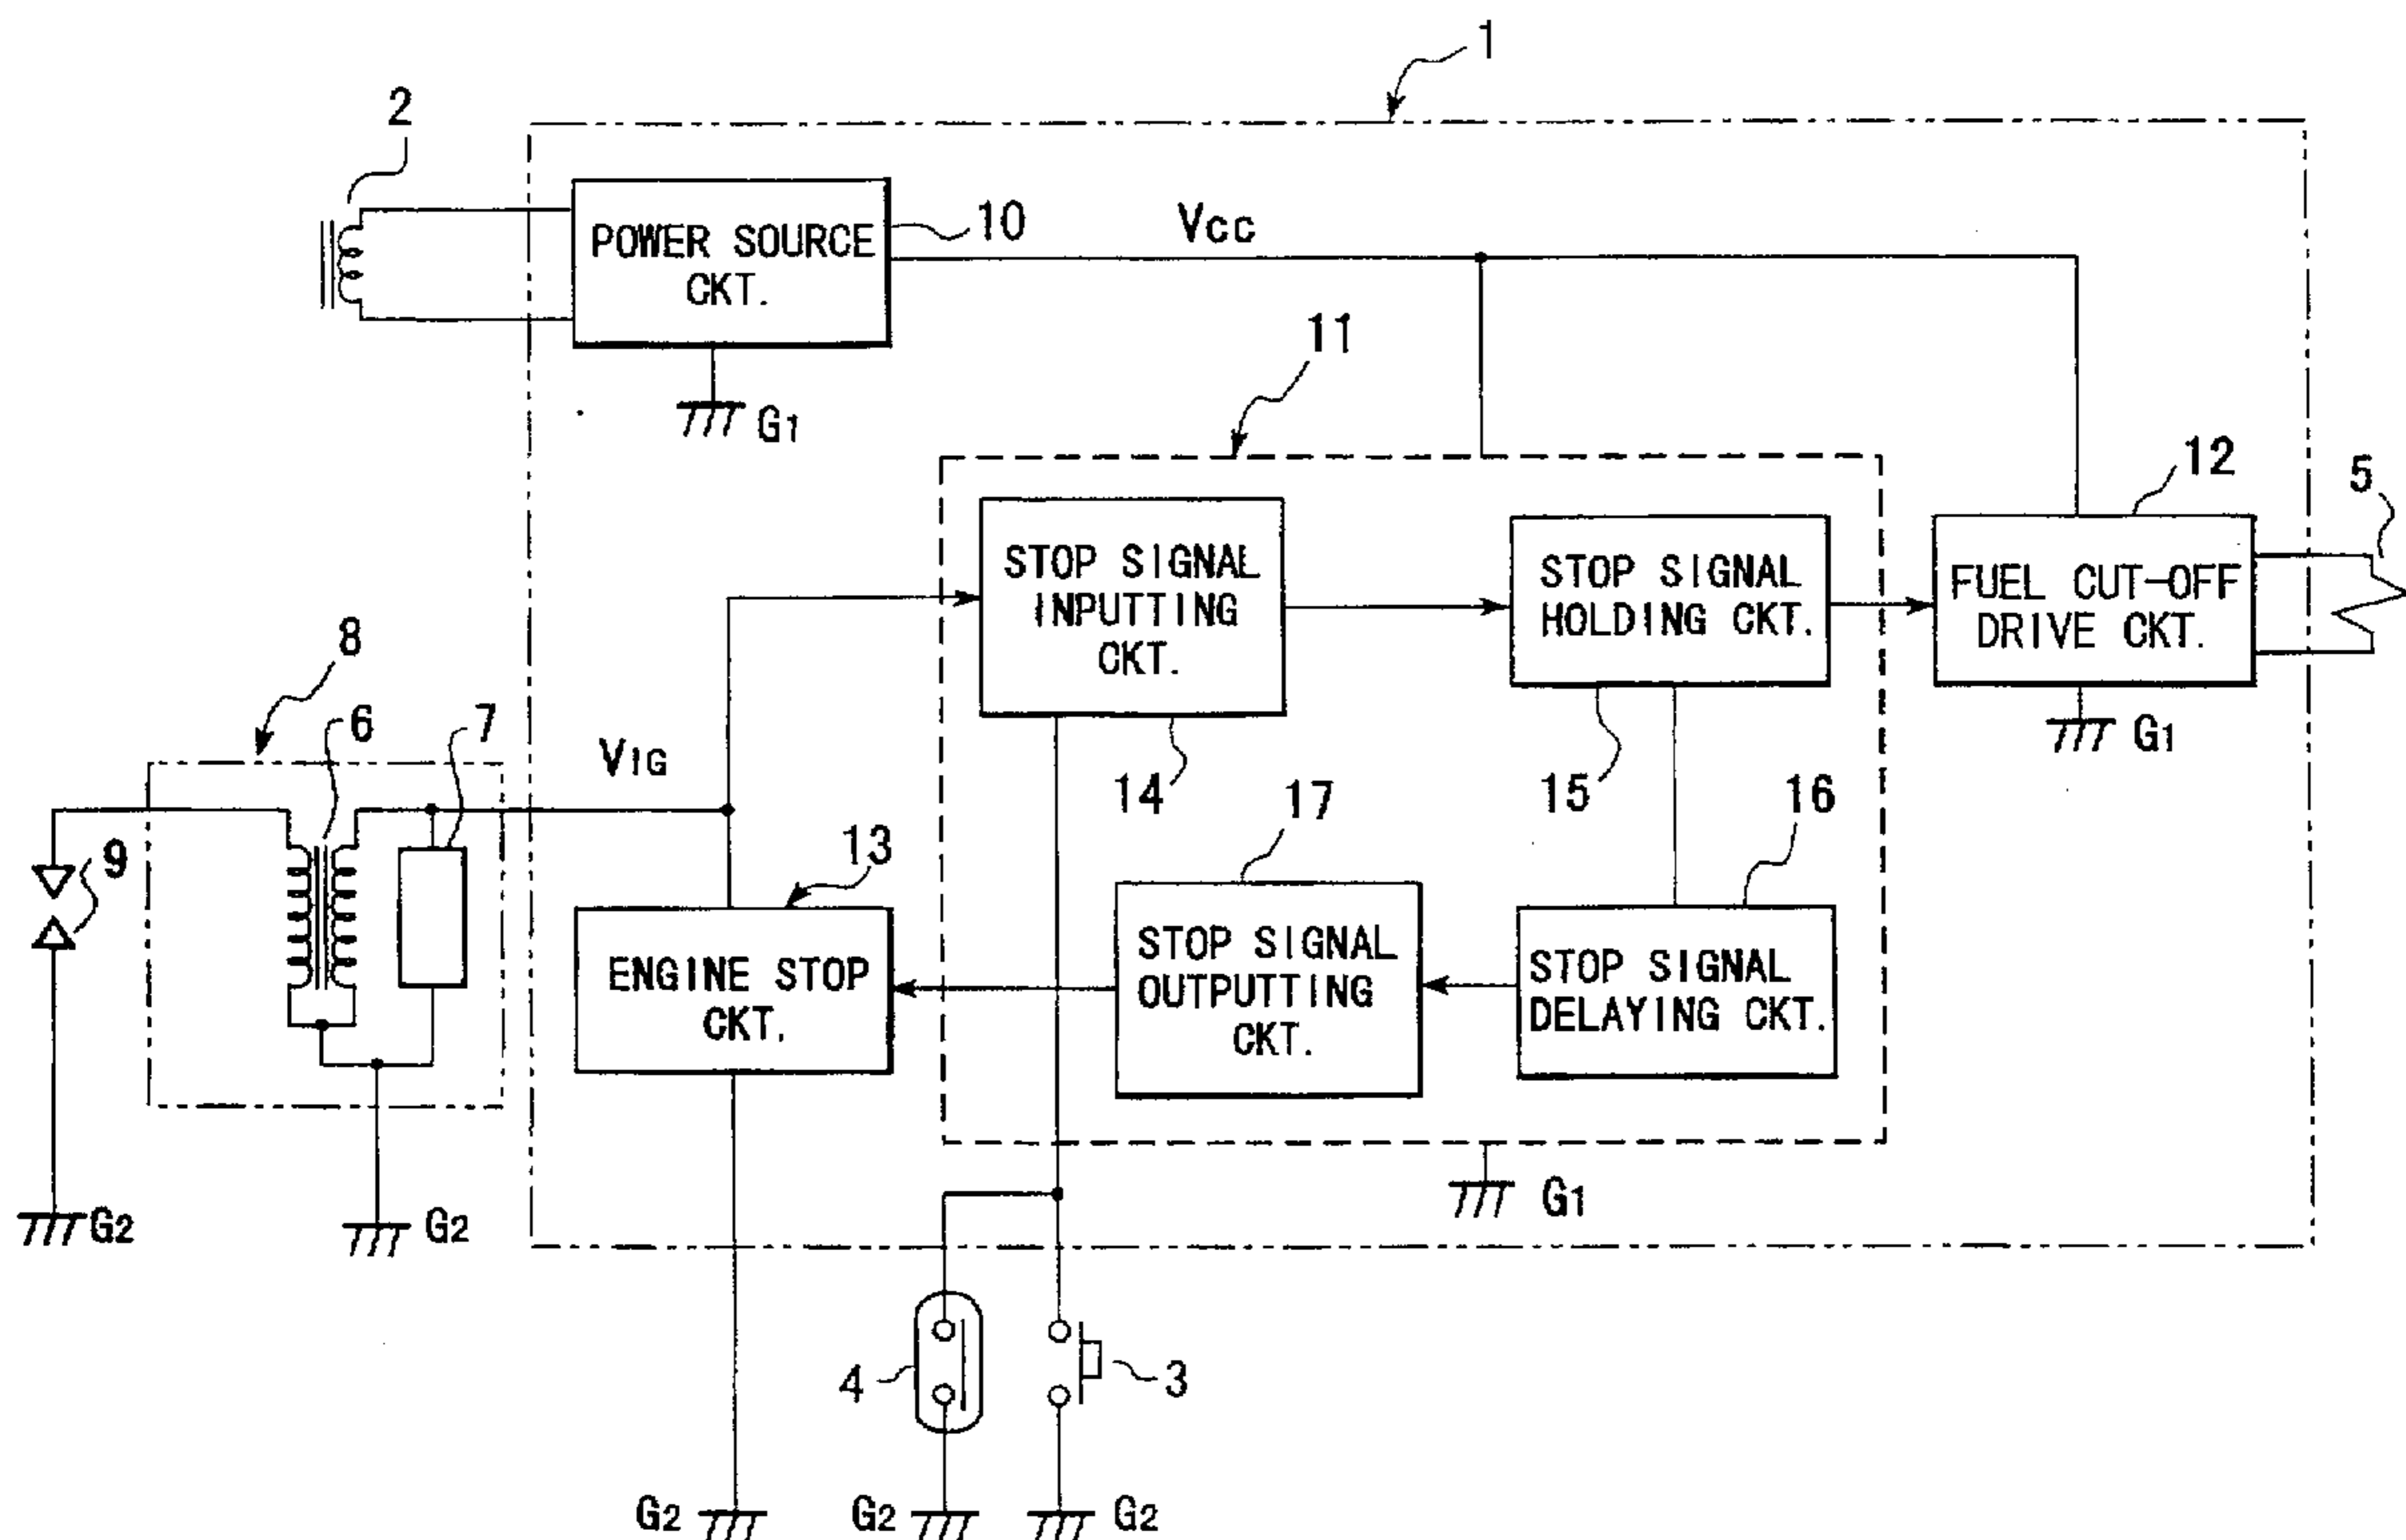 1
2
POWER SOURCE
CKT.
10
Vcc
G1
11
12
5
STOP SIGNAL
INPUTTING
CKT.
STOP SIGNAL
HOLDING CKT.
FUEL CUT-OFF
DRIVE CKT.
G1
8
6
7
VIG
14
15
16
17
13
9
ENGINE STOP
CKT.
STOP SIGNAL
OUTPUTTING
CKT.
STOP SIGNAL
DELAYING CKT.
G1
G2
G2
4
3
G2
G2
G2